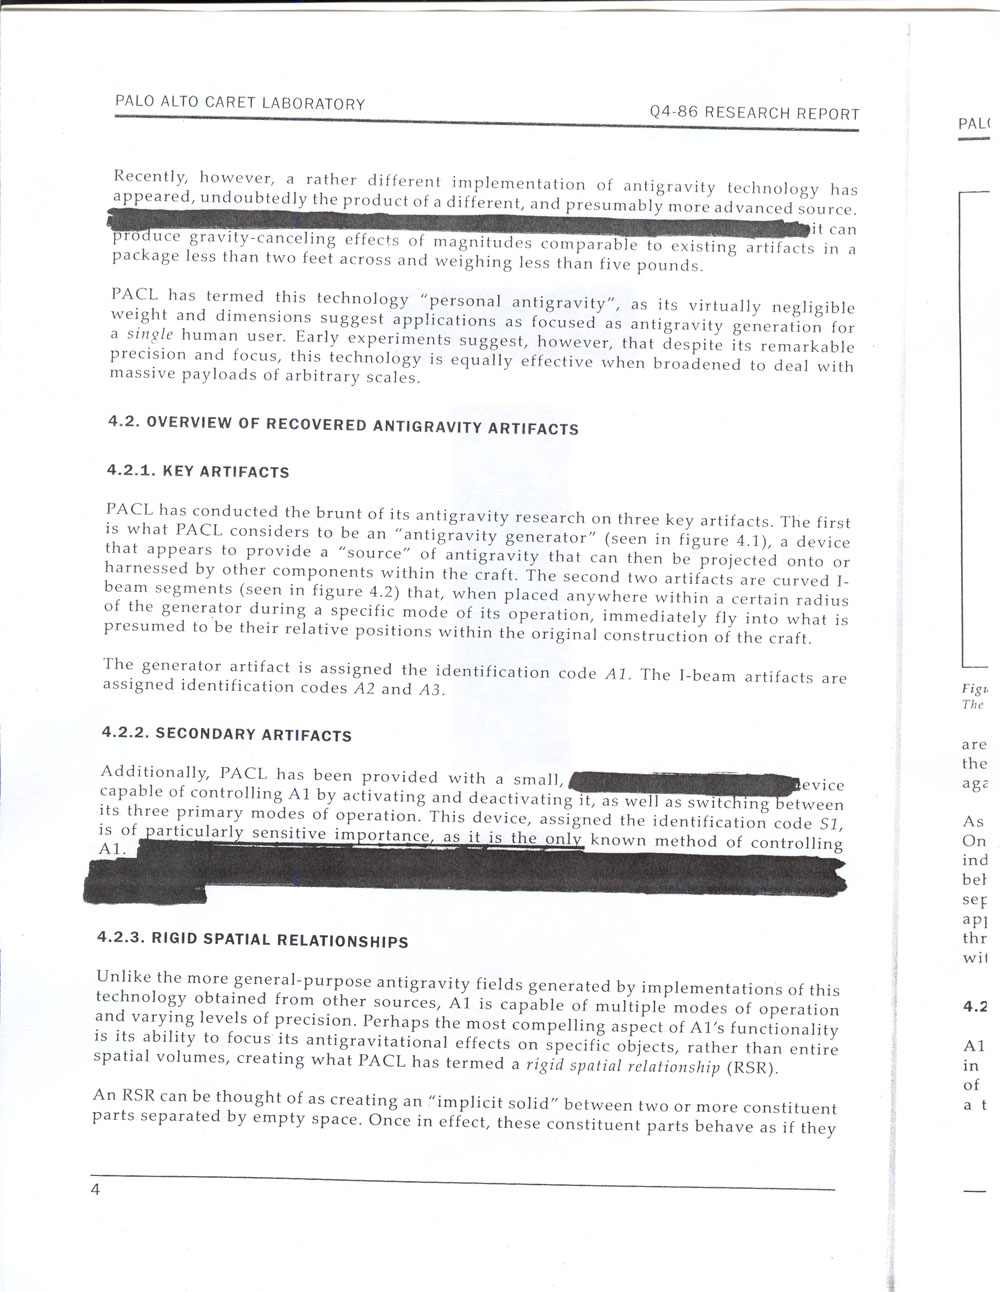 PALO ALTO CARET LABORATORY
Q4-86 RESEARCH REPORT
Recently, however, a rather different implementation of antigravity technology has
appeared, undoubtedly the product of a different, and presumably more advanced source.
it can
produce gravity-canceling effects of magnitudes comparable to existing artifacts in a
package less than two feet across and weighing less than five pounds.
PACL has termed this technology “personal antigravity”, as its virtually negligible
weight and dimensions suggest applications as focused as antigravity generation for
a single human user. Early experiments suggest, however, that despite its remarkable
precision and focus, this technology is equally effective when broadened to deal with
massive payloads of arbitrary scales.
4.2. OVERVIEW OF RECOVERED ANTIGRAVITY ARTIFACTS
4.2.1. KEY ARTIFACTS
PACL has conducted the brunt of its antigravity research on three key artifacts. The first
is what PACL considers to be an “antigravity generator” (seen in figure 4.1), a device
that appears to provide a “source” of antigravity that can then be projected onto or
harnessed by other components within the craft. The second two artifacts are curved I-
beam segments (seen in figure 4.2) that, when placed anywhere within a certain radius
of the generator during a specific mode of its operation, immediately fly into what is
presumed to be their relative positions within the original construction of the craft.
The generator artifact is assigned the identification code A1. The I-beam artifacts are
assigned identification codes A2 and A3.
4.2.2. SECONDARY ARTIFACTS
Additionally, PACL has been provided with a small, evice
capable of controlling A1 by activating and deactivating it, as well as switching between
its three primary modes of operation. This device, assigned the identification code S1,
is of particularly sensitive importance, as it is the only known method of controlling
A1.
4.2.3. RIGID SPATIAL RELATIONSHIPS
Unlike the more general-purpose antigravity fields generated by implementations of this
technology obtained from other sources, A1 is capable of multiple modes of operation
and varying levels of precision. Perhaps the most compelling aspect of A1’s functionality
is its ability to focus its antigravitational effects on specific objects, rather than entire
spatial volumes, creating what PACL has termed a rigid spatial relationship (RSR).
An RSR can be thought of as creating an “implicit solid” between two or more constituent
parts separated by empty space. Once in effect, these constituent parts behave as if they
4
PAL
Figu
The
are
the
aga
As
On
ind
beh
sep
app
thr
wit
4.2
A1
in
of
a t